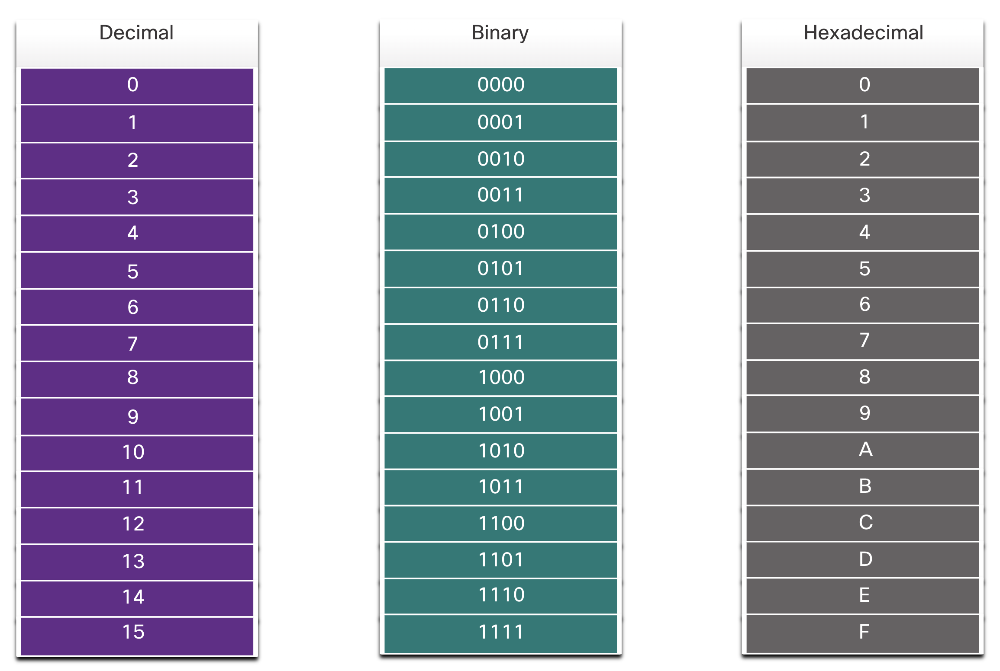 Decimal Binary Hexadecimal
0 0000 0
1 0001 1
2 0010 2
3 0011 3
4 0100 4
5 0101 5
6 0110 6
7 0111 7
8 1000 8
9 1001 9
10 1010 A
11 1011 B
12 1100 C
13 1101 D
14 1110 E
15 1111 F